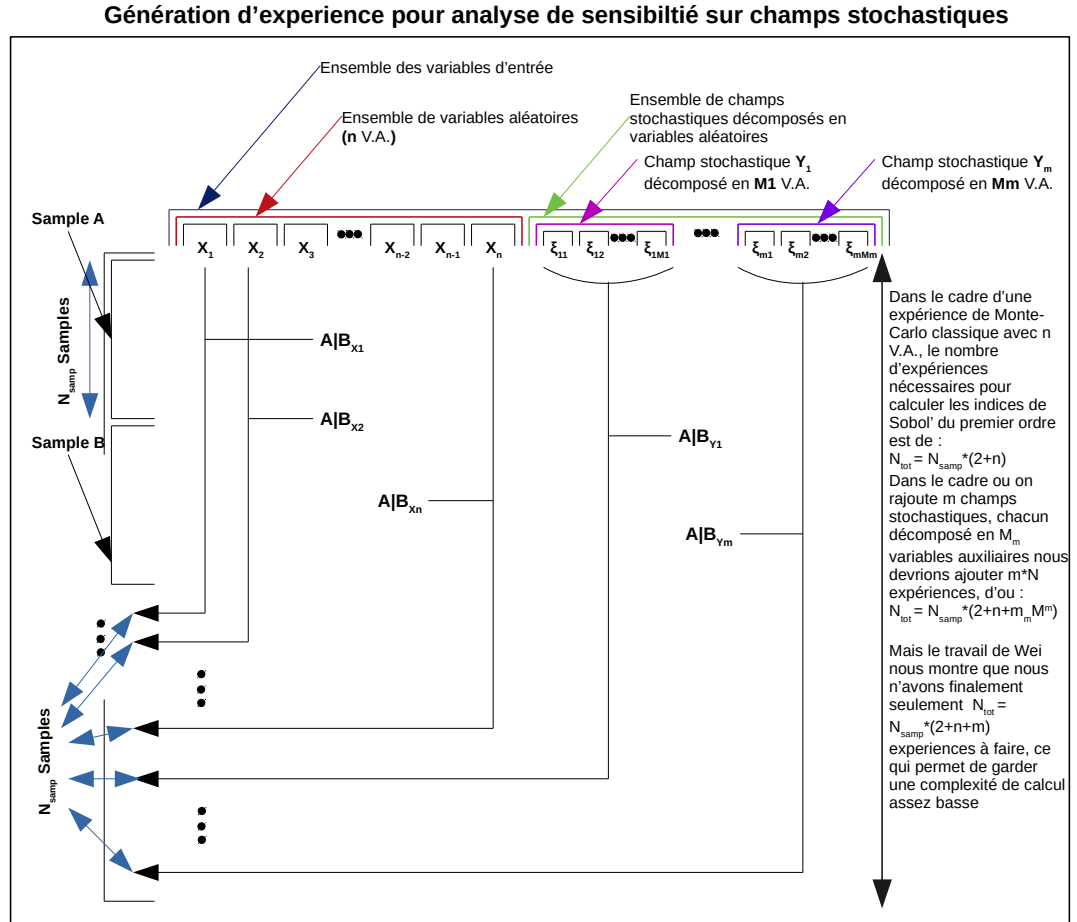 Génération d’experience pour analyse de sensibiltié sur champs stochastiques
Ensemble des variables d’entrée
Ensemble de variables aléatoires
(n V.A.)
Ensemble de champs
stochastiques décomposés en
variables aléatoires
Champ stochastique Y1
décomposé en M1 V.A.
Champ stochastique Ym
décomposé en Mm V.A.
Sample A
X1 X2 X3 Xn-2 Xn-1 Xn ξ11 ξ12 ξ1M1 ξm1 ξm2 ξmMm
Nsamp Samples
A|BX1
A|BX2
Sample B
A|BY1
A|BXn
A|BYm
Nsamp Samples
Dans le cadre d’une
expérience de Monte-
Carlo classique avec n
V.A., le nombre
d’expériences
nécessaires pour
calculer les indices de
Sobol’ du premier ordre
est de :
Ntot = Nsamp*(2+n)
Dans le cadre ou on
rajoute m champs
stochastiques, chacun
décomposé en Mm
variables auxiliaires nous
devrions ajouter m*N
expériences, d’ou :
Ntot = Nsamp*(2+n+mmMm)
Mais le travail de Wei
nous montre que nous
n’avons finalement
seulement Ntot =
Nsamp*(2+n+m)
experiences à faire, ce
qui permet de garder
une complexité de calcul
assez basse